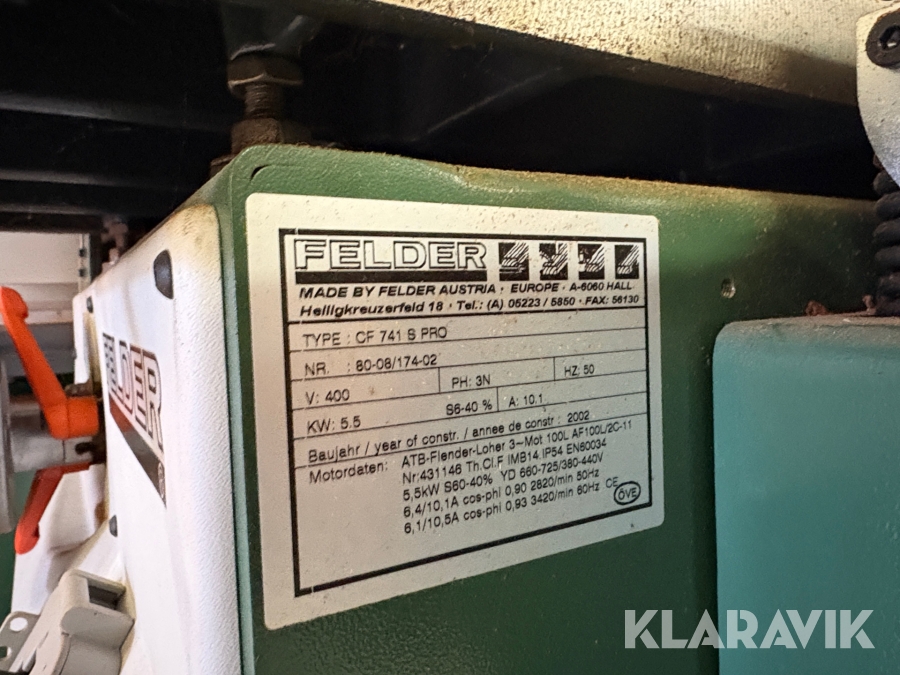 FELDER
MADE BY FELDER AUSTRIA · EUROPE · A-6060 HALL
Heiligkreuzerfeld 18 · Tel.: (A) 05223 / 5850 · FAX: 56130
TYPE : CF 741 S PRO
NR. : 80-08/174-02
V: 400 PH: 3N HZ: 50
KW: 5.5 S6-40 % A: 10.1
Baujahr / year of constr. / annee de constr : 2002
Motordaten: ATB-Flender-Loher 3~Mot 100L AF100L/2C-11
Nr:431146 Th.Cl.F IMB14 IP54 EN60034
5,5kW S60-40% YD 660-725/380-440V
6,4/10,1A cos-phi 0,90 2820/min 50Hz
6,1/10,5A cos-phi 0,93 3420/min 60Hz CE
ÖVE
FELDER
KLARAVIK